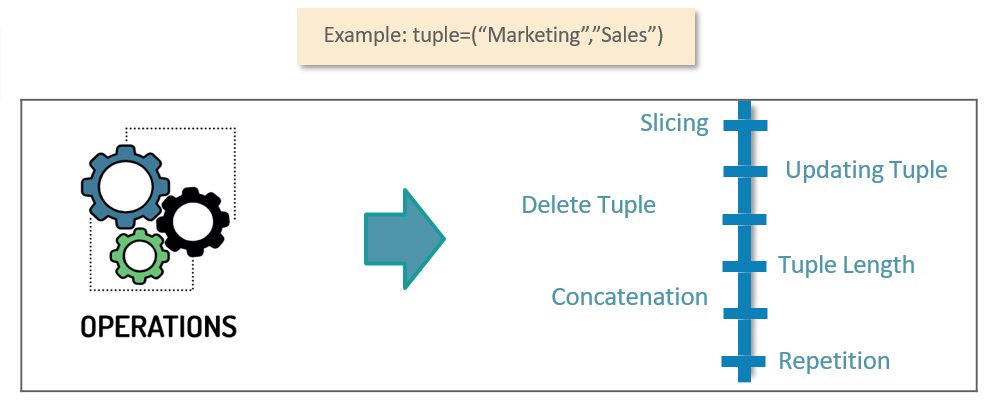 Example: tuple=(“Marketing”,”Sales”)
Slicing
Updating Tuple
Delete Tuple
Tuple Length
Concatenation
Repetition
OPERATIONS